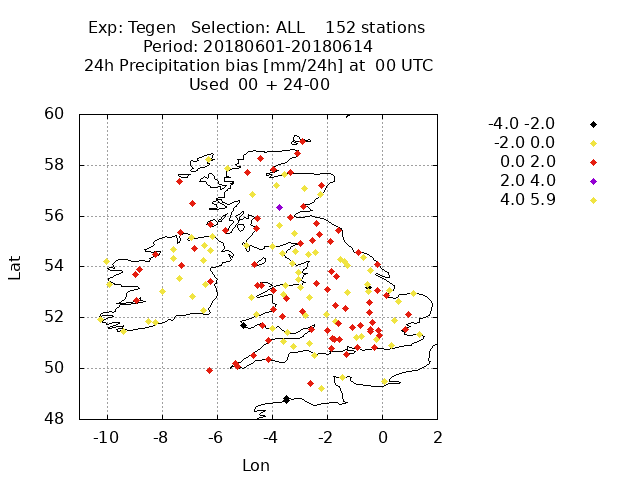 Exp: Tegen Selection: ALL 152 stations
Period: 20180601-20180614
24h Precipitation bias [mm/24h] at 00 UTC
Used 00 + 24-00
60
58
56
54
52
50
48
Lat
-10 -8 -6 -4 -2 0 2
Lon
-4.0 -2.0
-2.0 0.0
0.0 2.0
2.0 4.0
4.0 5.9